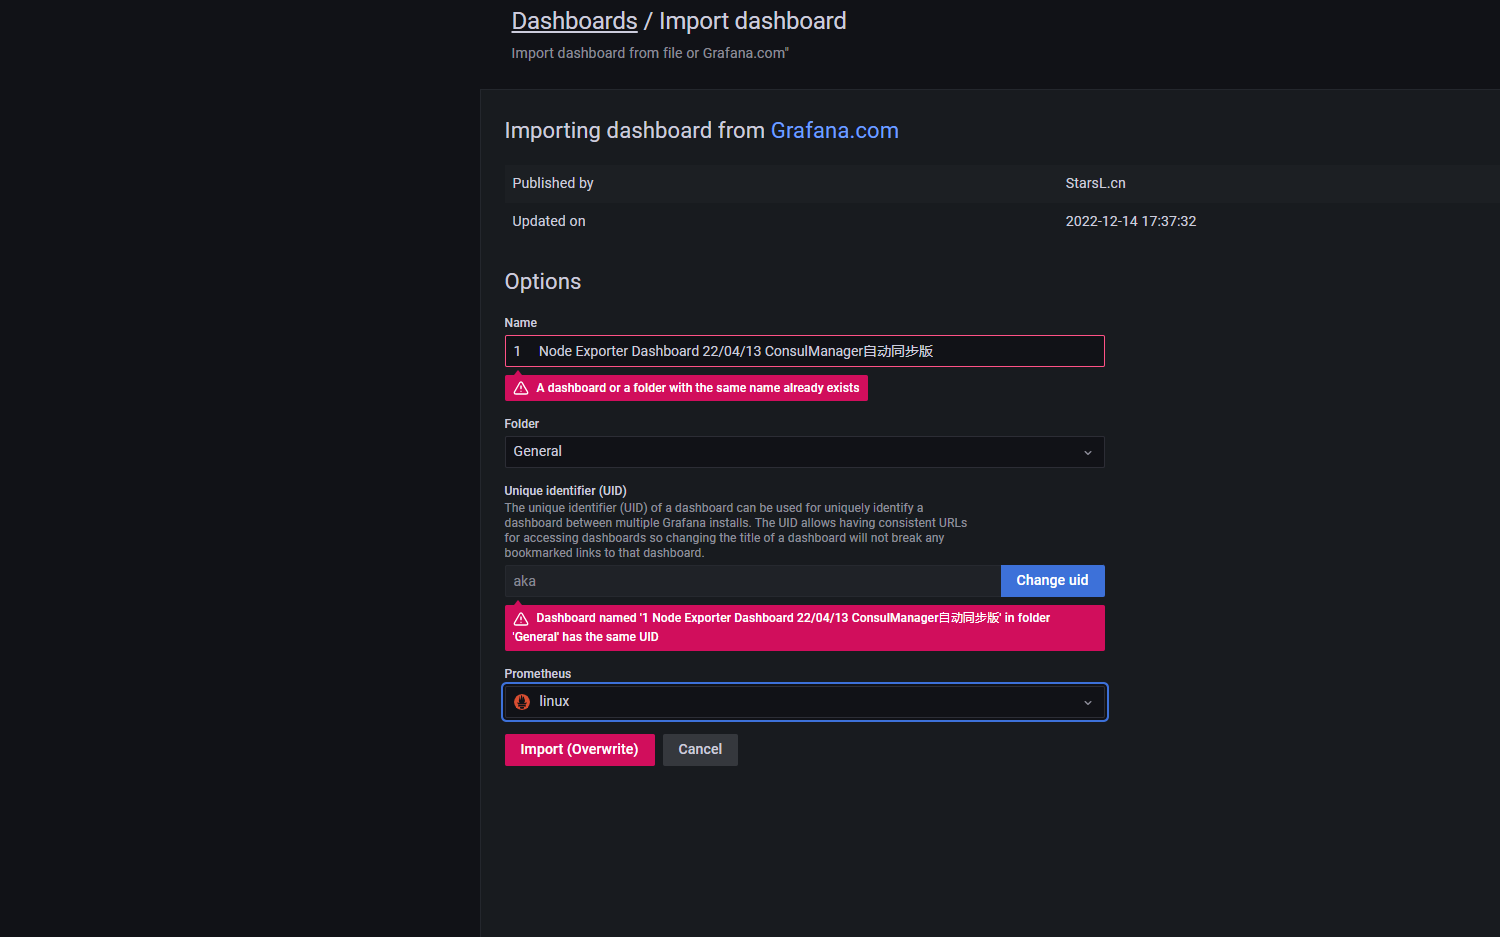 Dashboards / Import dashboard
Import dashboard from file or Grafana.com"
Importing dashboard from Grafana.com
Published by StarsL.cn
Updated on 2022-12-14 17:37:32
Options
Name
1 Node Exporter Dashboard 22/04/13 ConsulManager自动同步版
A dashboard or a folder with the same name already exists
Folder
General
Unique identifier (UID)
The unique identifier (UID) of a dashboard can be used for uniquely identify a
dashboard between multiple Grafana installs. The UID allows having consistent URLs
for accessing dashboards so changing the title of a dashboard will not break any
bookmarked links to that dashboard.
aka Change uid
Dashboard named '1 Node Exporter Dashboard 22/04/13 ConsulManager自动同步版' in folder
'General' has the same UID
Prometheus
linux
Import (Overwrite) Cancel